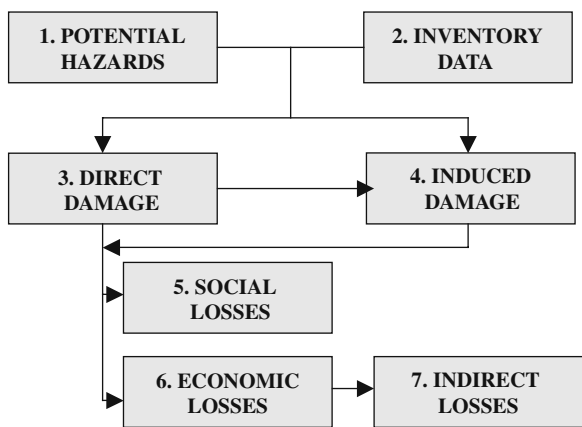 1. POTENTIAL
HAZARDS
2. INVENTORY
DATA
3. DIRECT
DAMAGE
4. INDUCED
DAMAGE
5. SOCIAL
LOSSES
6. ECONOMIC
LOSSES
7. INDIRECT
LOSSES